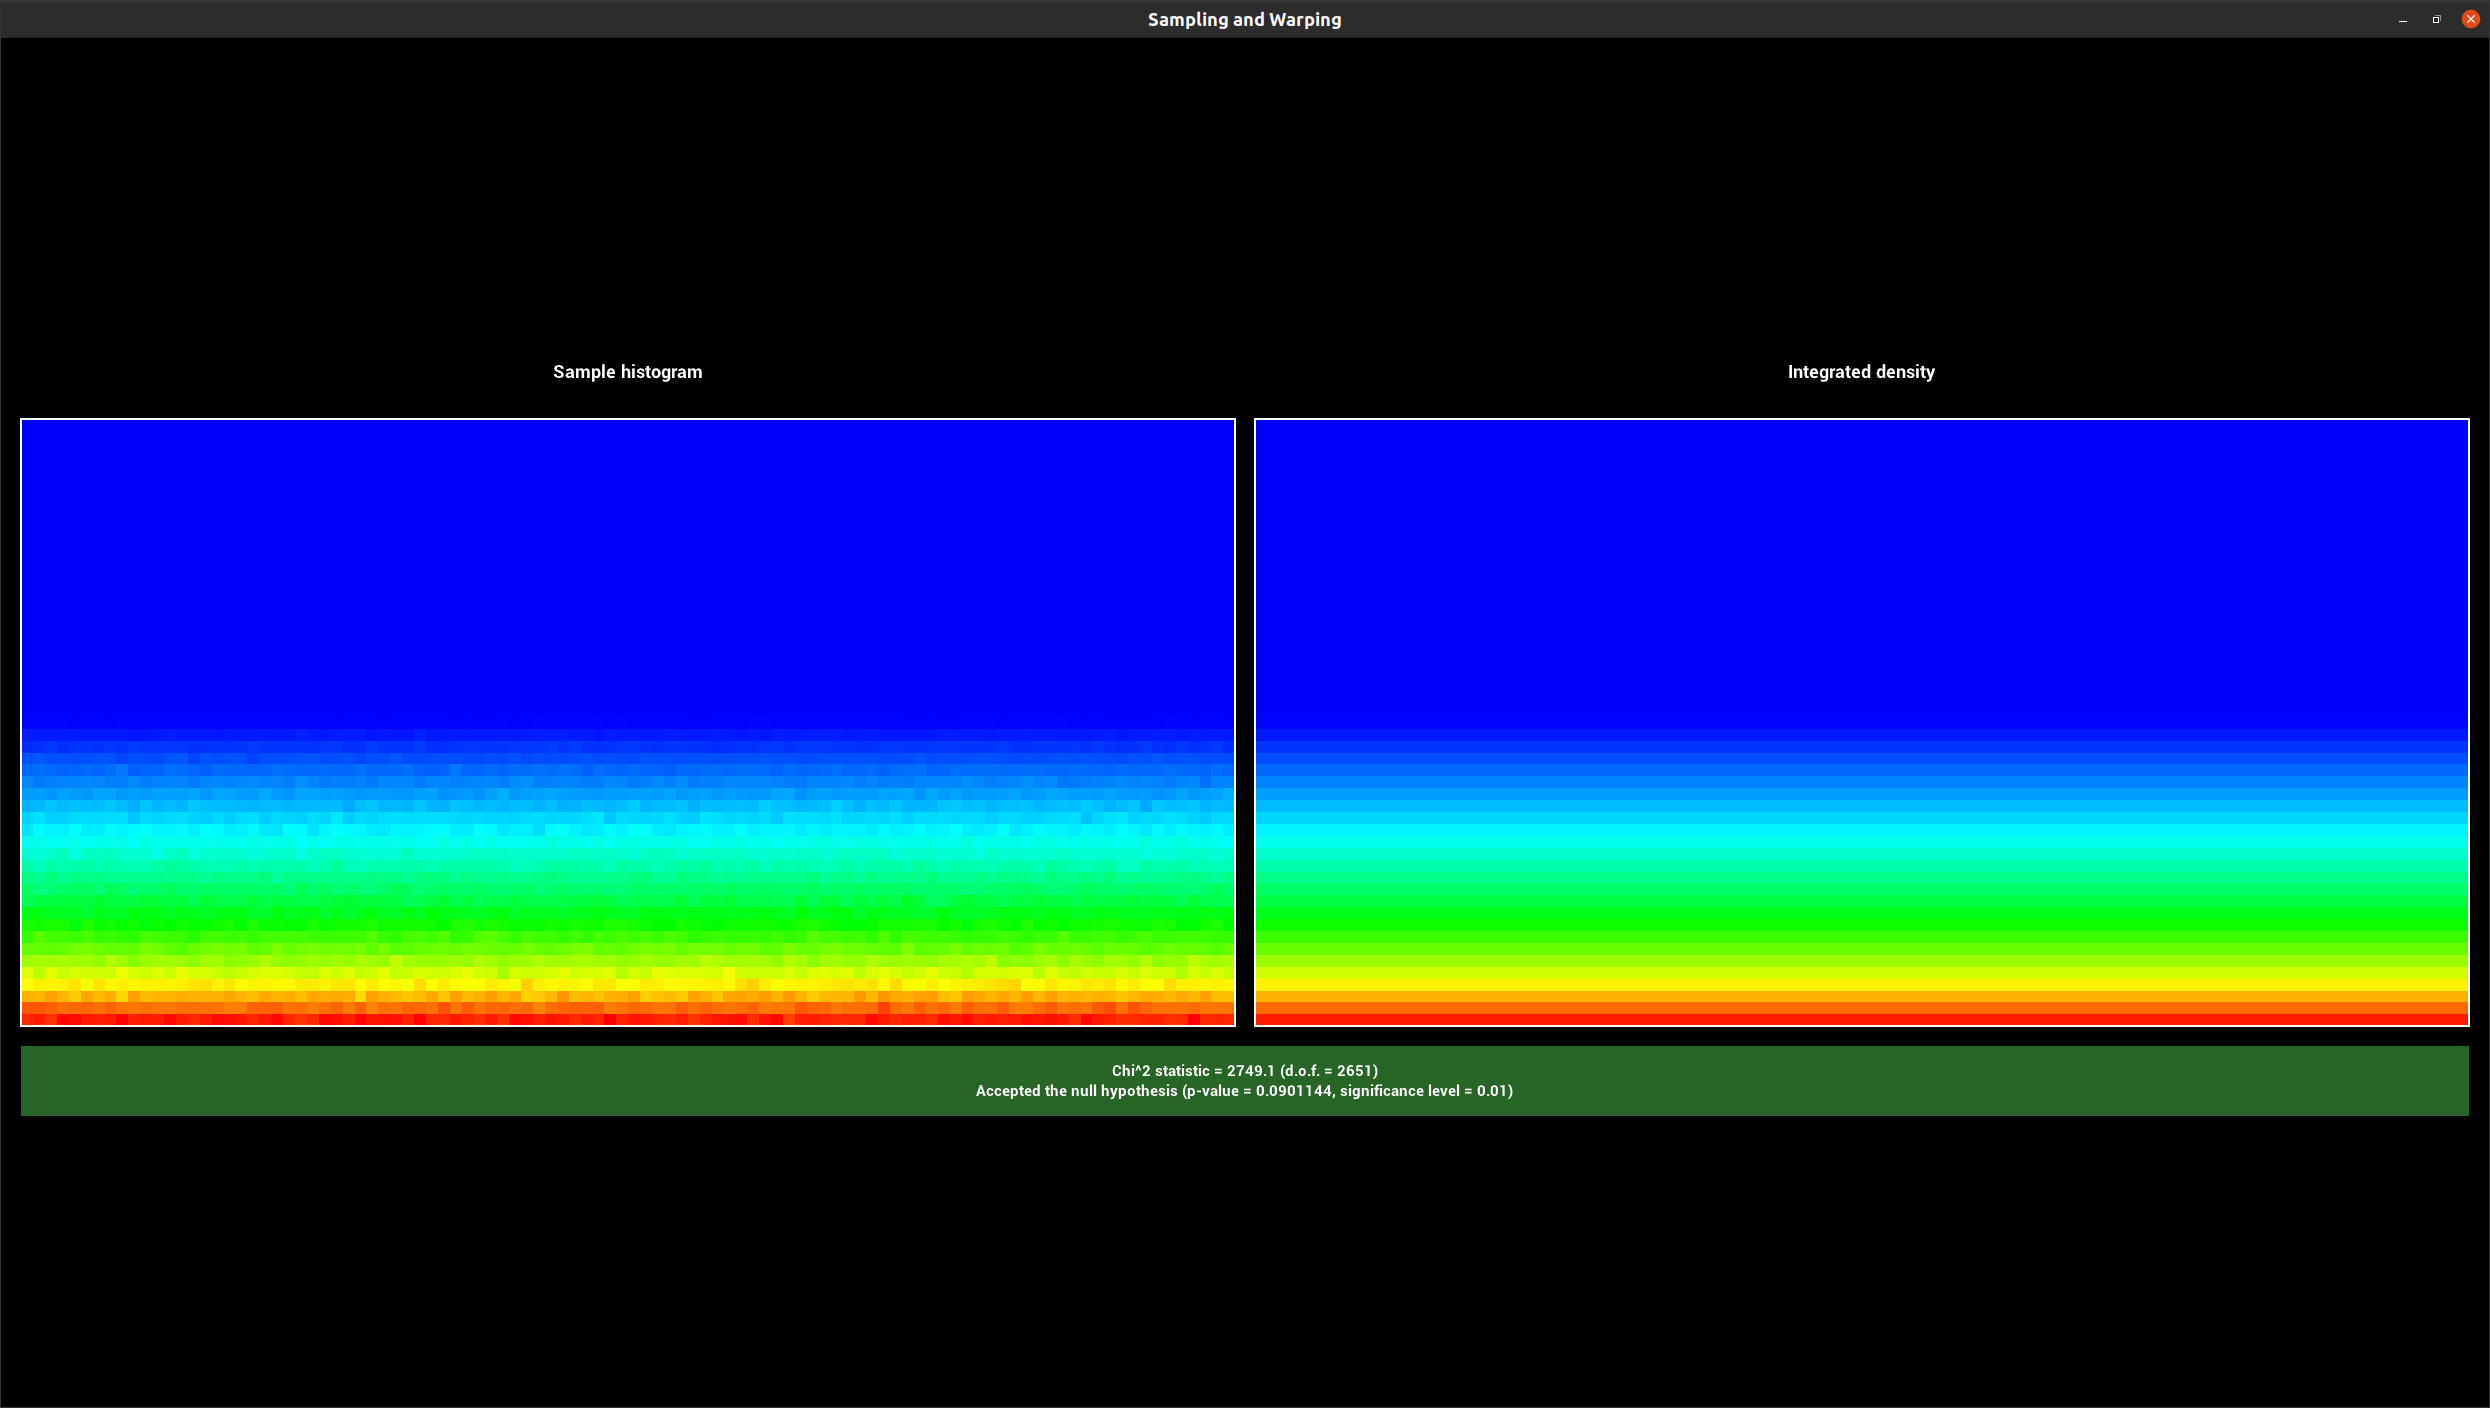 Sampling and Warping
Sample histogram
Integrated density
Chi^2 statistic = 2749.1 (d.o.f. = 2651)
Accepted the null hypothesis (p-value = 0.0901144, significance level = 0.01)